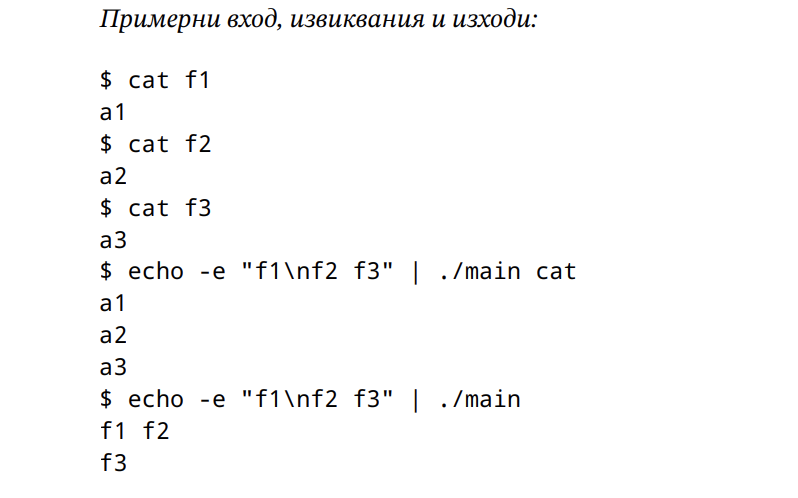 Примерни вход, извиквания и изходи:
$ cat f1
a1
$ cat f2
a2
$ cat f3
a3
$ echo -e "f1\nf2 f3" | ./main cat
a1
a2
a3
$ echo -e "f1\nf2 f3" | ./main
f1 f2
f3